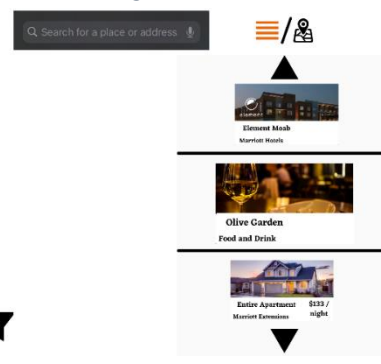 Search for a place or address
/
element
Element Moab
Marriott Hotels
Olive Garden
Food and Drink
Entire Apartment
$133 /
night
Marriott Extensions